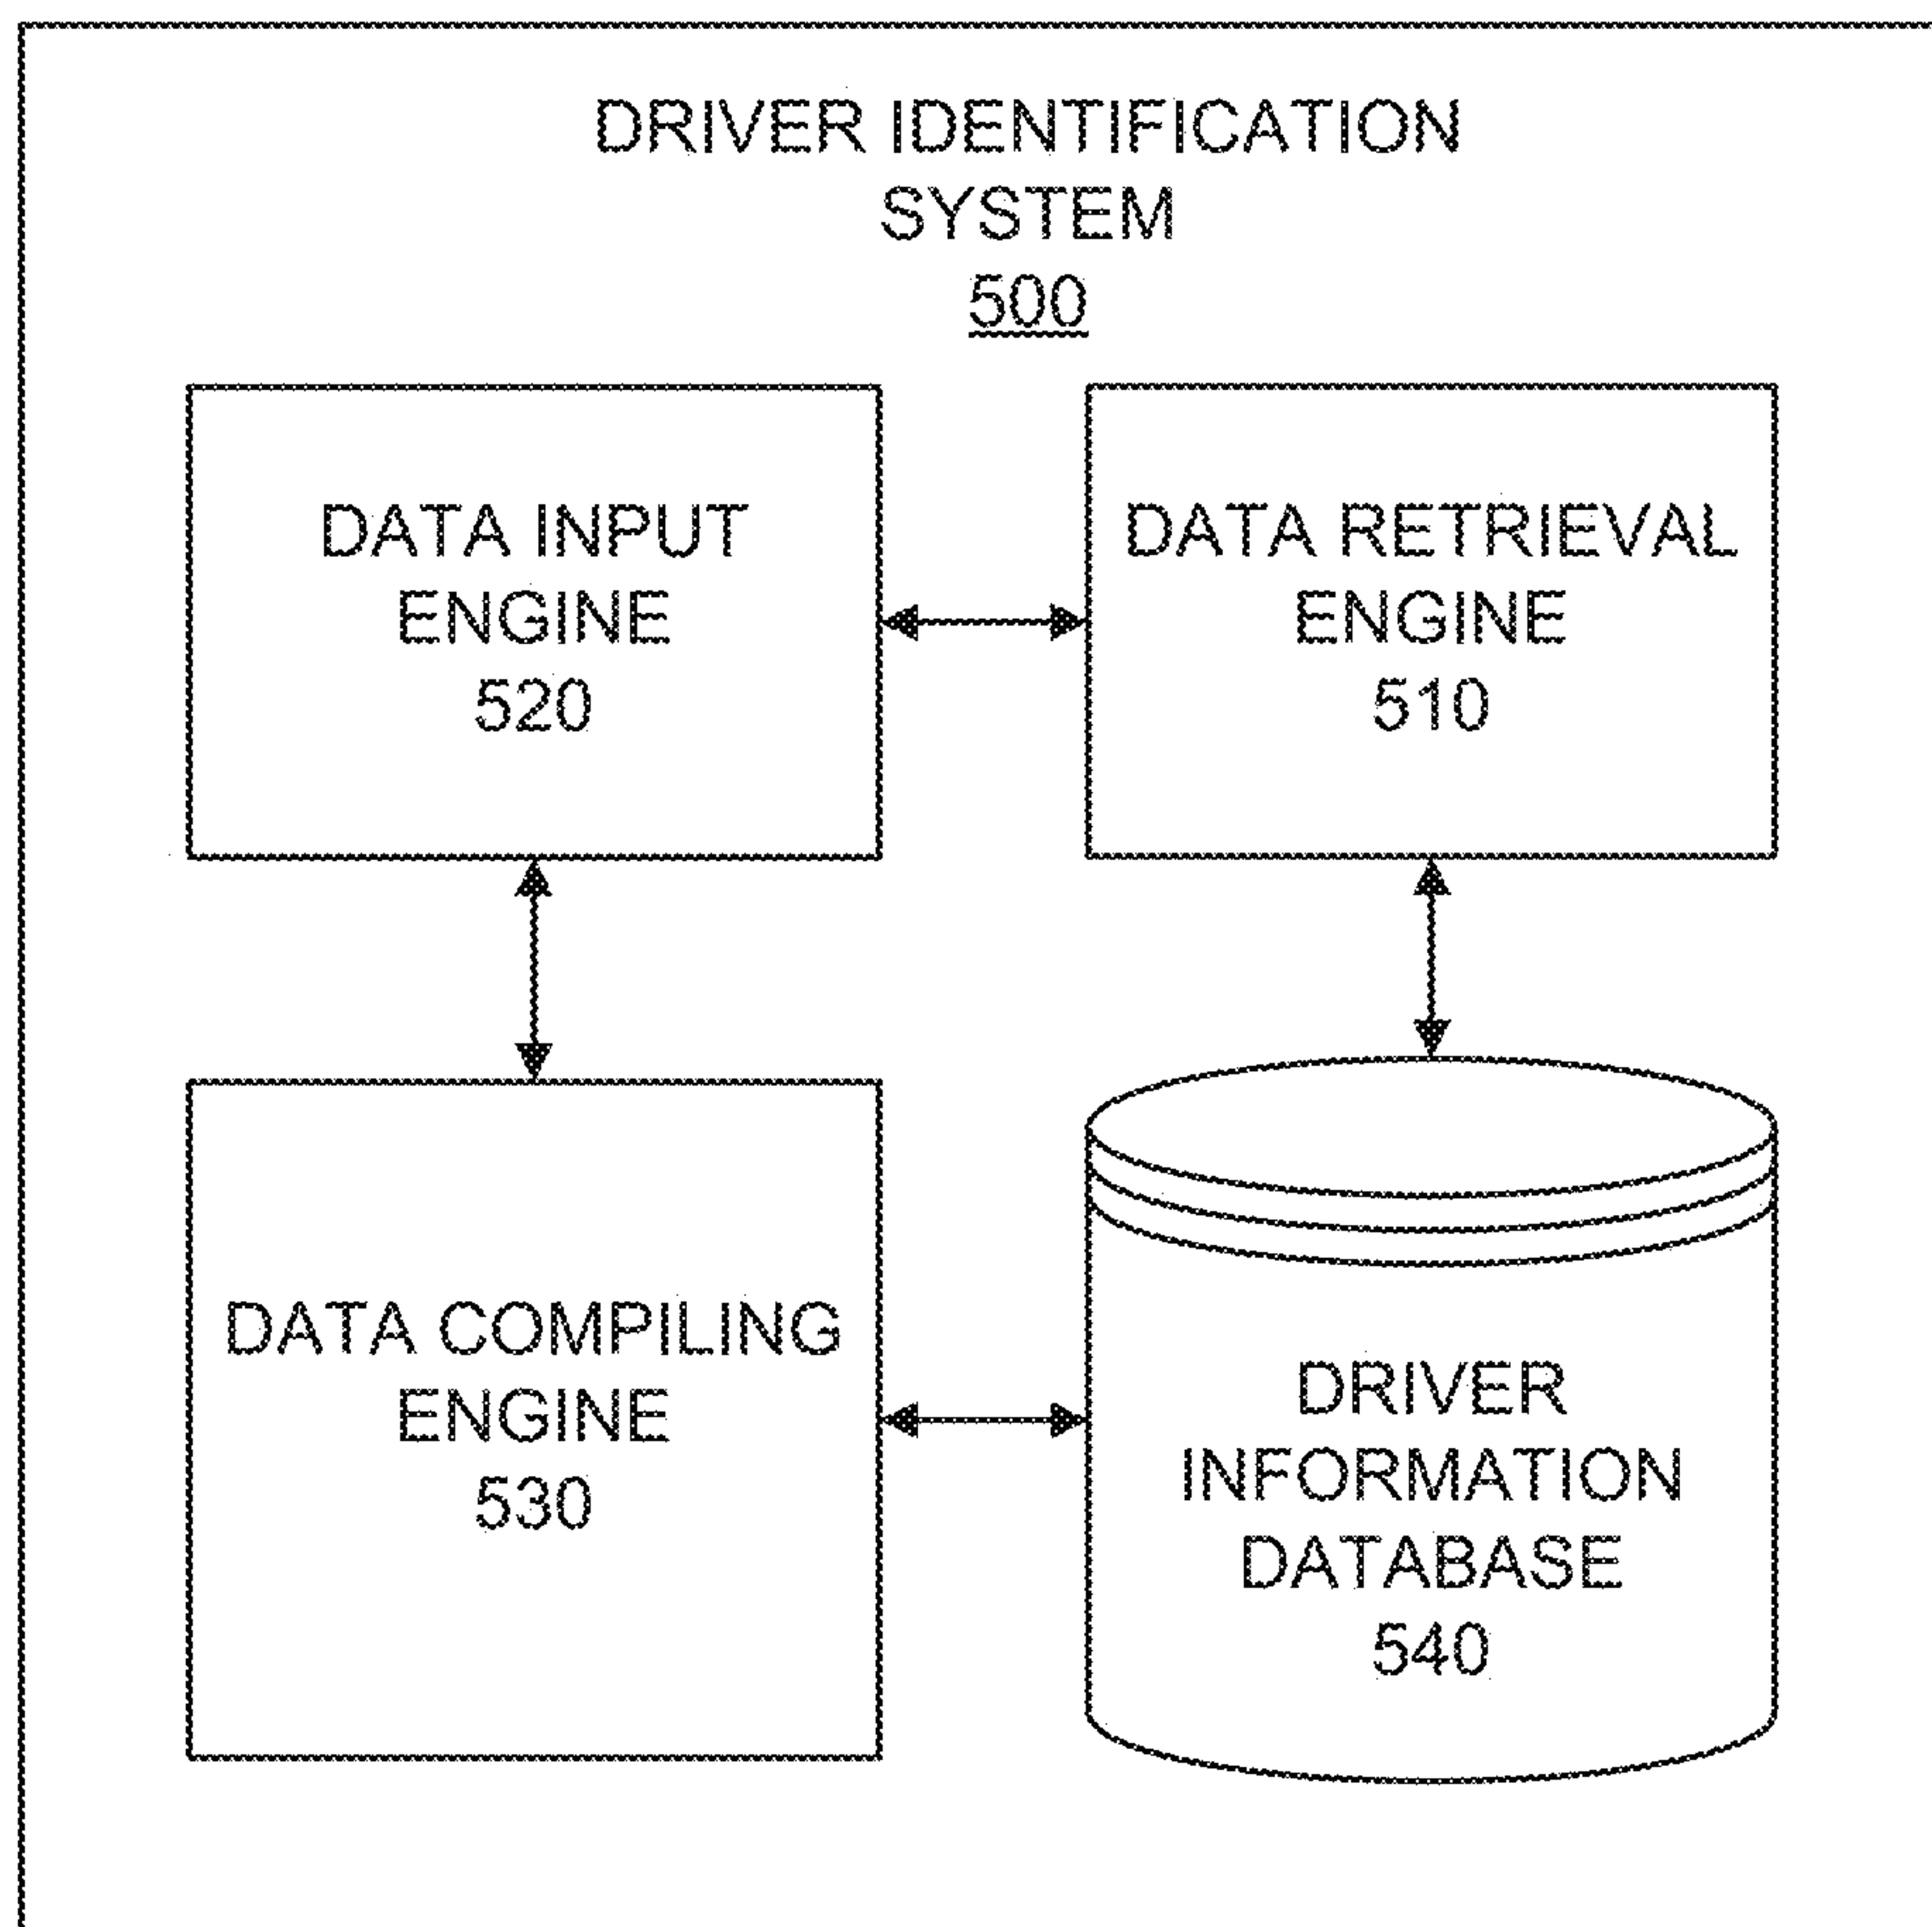 DRIVER IDENTIFICATION
SYSTEM
500
DATA INPUT
ENGINE
520
DATA RETRIEVAL
ENGINE
510
DATA COMPILING
ENGINE
530
DRIVER
INFORMATION
DATABASE
540